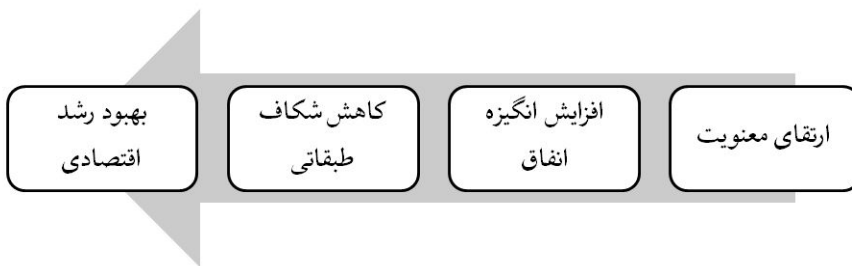 ارتقای معنویت
افزایش انگیزه
انفاق
کاهش شکاف
طبقاتی
بهبود رشد
اقتصادی